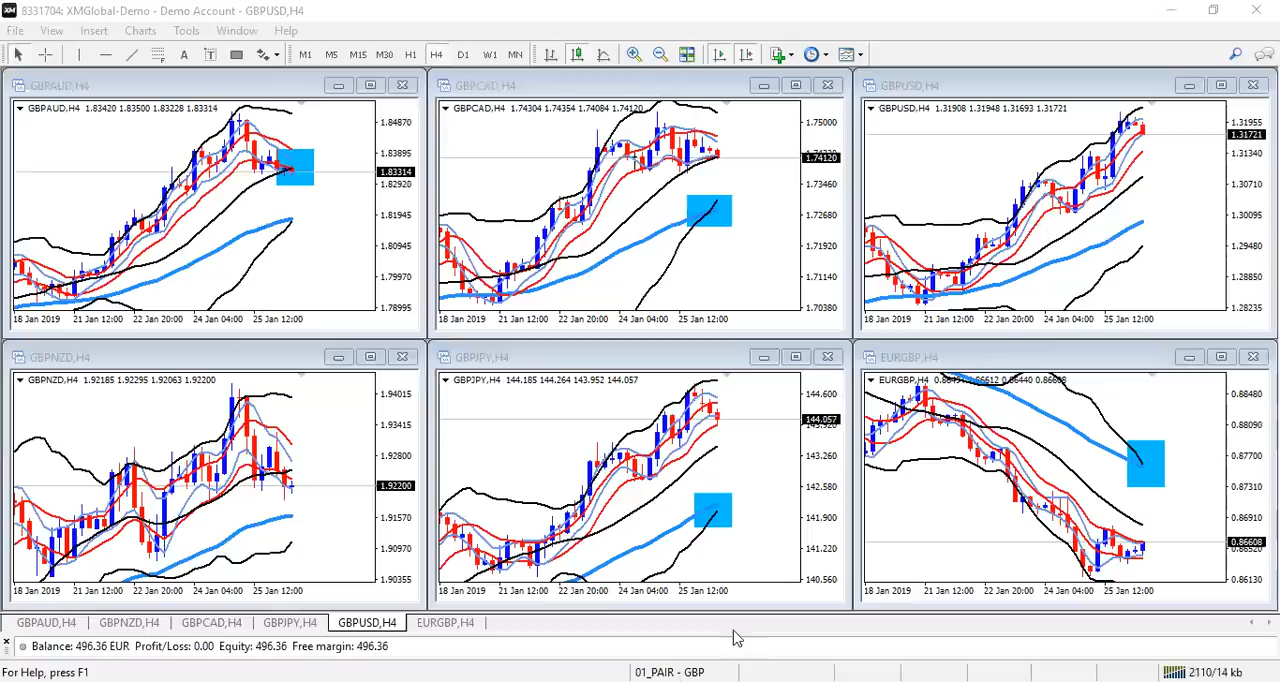 XM 8331704: XMGlobal-Demo - Demo Account - GBPUSD,H4
File View Insert Charts Tools Window Help
A T M1 M5 M15 M30 H1 H4 D1 W1 MN
GBPAUD,H4
GBPAUD,H4 1.83420 1.83500 1.83228 1.83314
1.84870
1.83895
1.83314
1.82920
1.81945
1.80945
1.79970
1.78995
18 Jan 2019 21 Jan 12:00 22 Jan 20:00 24 Jan 04:00 25 Jan 12:00
GBPCAD,H4
GBPCAD,H4 1.74304 1.74354 1.74084 1.74120
1.75000
1.74120
1.73460
1.72680
1.71920
1.71140
1.70380
18 Jan 2019 21 Jan 12:00 22 Jan 20:00 24 Jan 04:00 25 Jan 12:00
GBPUSD,H4
GBPUSD,H4 1.31908 1.31948 1.31693 1.31721
1.31955
1.31721
1.31340
1.30710
1.30095
1.29480
1.28850
1.28235
18 Jan 2019 21 Jan 12:00 22 Jan 20:00 24 Jan 04:00 25 Jan 12:00
GBPNZD,H4
GBPNZD,H4 1.92185 1.92295 1.92063 1.92200
1.94015
1.93415
1.92800
1.92200
1.91570
1.90970
1.90355
18 Jan 2019 21 Jan 12:00 22 Jan 20:00 24 Jan 04:00 25 Jan 12:00
GBPJPY,H4
GBPJPY,H4 144.185 144.264 143.952 144.057
144.600
144.057
143.260
142.580
141.900
141.220
140.560
18 Jan 2019 21 Jan 12:00 22 Jan 20:00 24 Jan 04:00 25 Jan 12:00
EURGBP,H4
EURGBP,H4 0.86612 0.86440 0.86608
0.88480
0.88090
0.87700
0.87310
0.86910
0.86608
0.86520
0.86130
18 Jan 2019 21 Jan 12:00 22 Jan 20:00 24 Jan 04:00 25 Jan 12:00
GBPAUD,H4 GBPNZD,H4 GBPCAD,H4 GBPJPY,H4 GBPUSD,H4 EURGBP,H4
Balance: 496.36 EUR Profit/Loss: 0.00 Equity: 496.36 Free margin: 496.36
For Help, press F1 01_PAIR - GBP 2110/14 kb